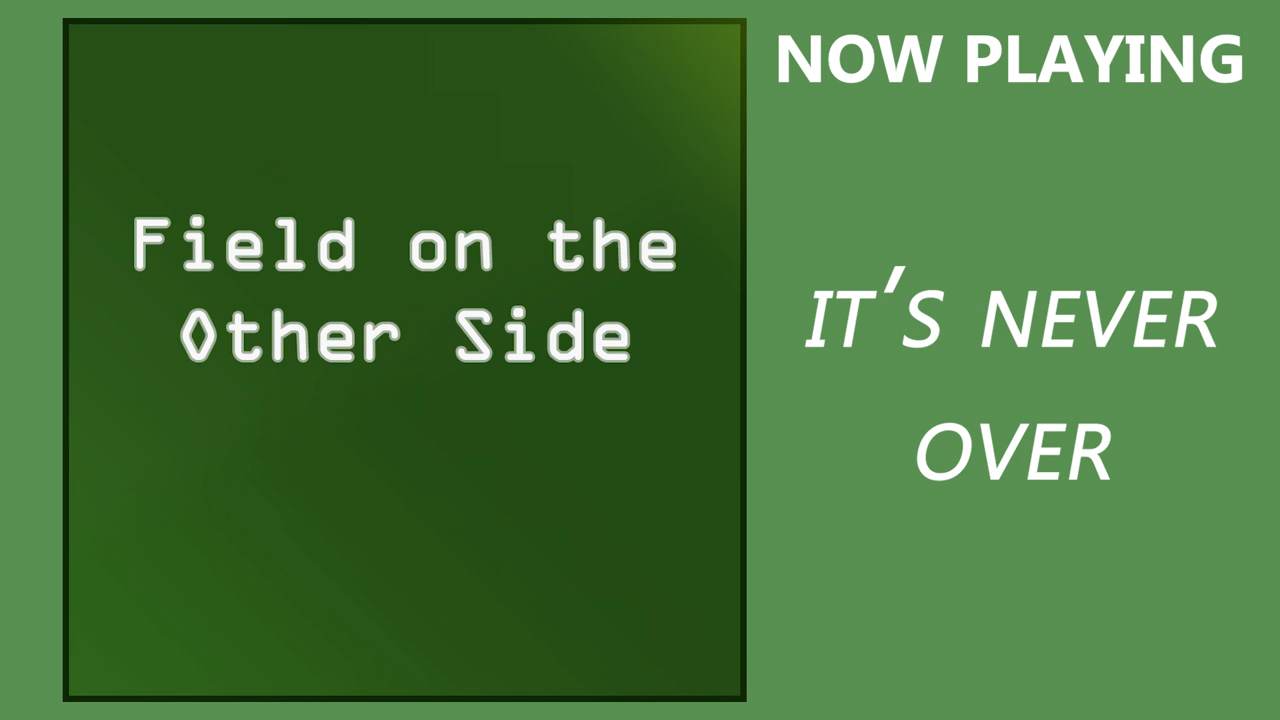 Field on the
Other Side
NOW PLAYING
IT'S NEVER
OVER